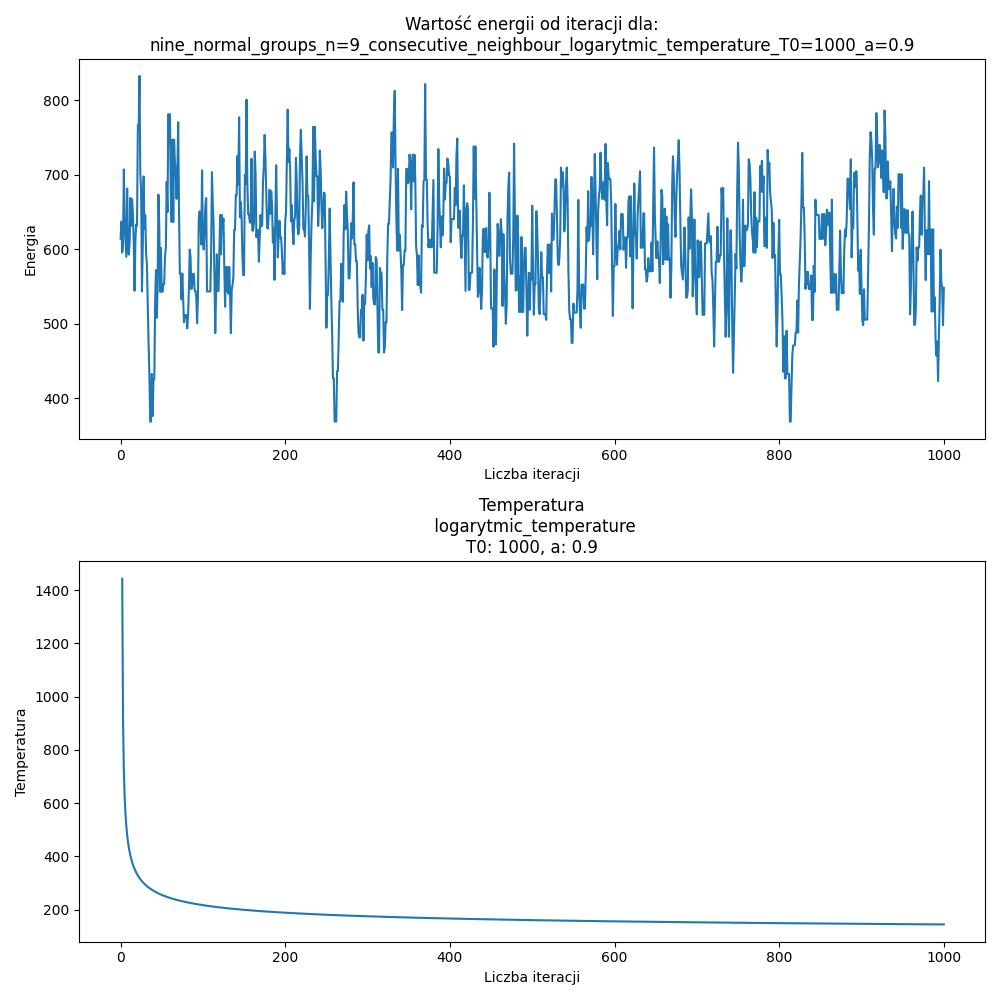 Wartość energii od iteracji dla:
nine_normal_groups_n=9_consecutive_neighbour_logarytmic_temperature_T0=1000_a=0.9
800
700
600
500
400
Energia
0 200 400 600 800 1000
Liczba iteracji
Temperatura
logarytmic_temperature
T0: 1000, a: 0.9
1400
1200
1000
800
600
400
200
Temperatura
0 200 400 600 800 1000
Liczba iteracji